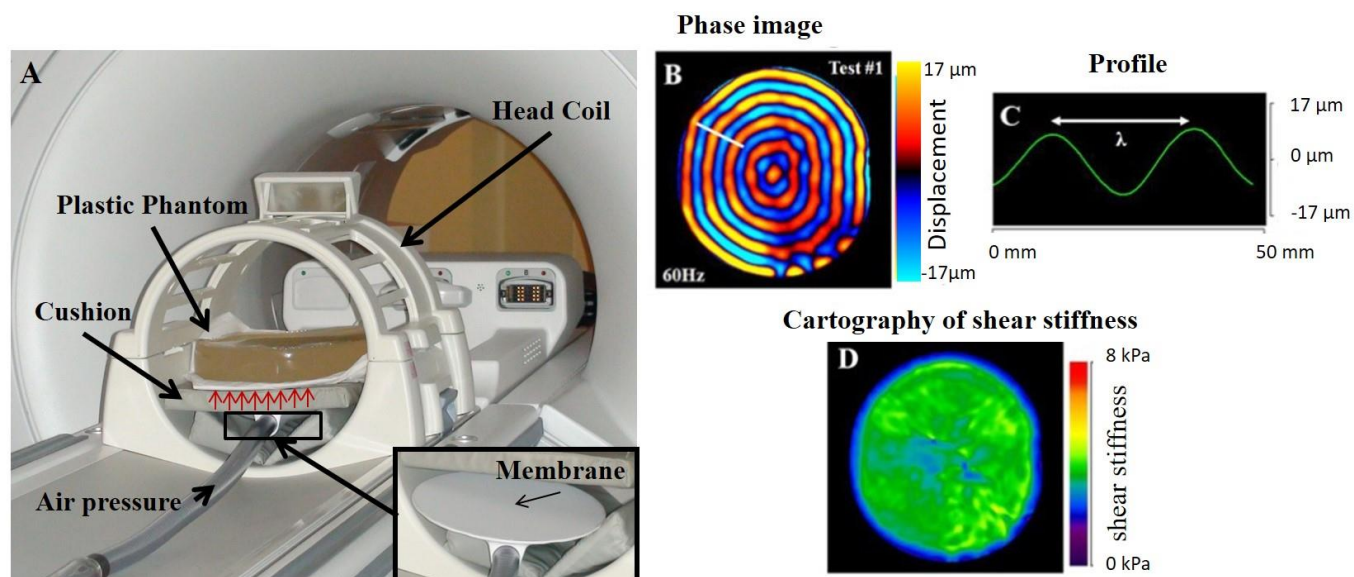 A
Head Coil
Plastic Phantom
Cushion
Air pressure
Membrane
Phase image
B
Test #1
60Hz
17 µm
Displacement
-17µm
Profile
C
λ
17 µm
0 µm
-17 µm
0 mm
50 mm
Cartography of shear stiffness
D
8 kPa
shear stiffness
0 kPa